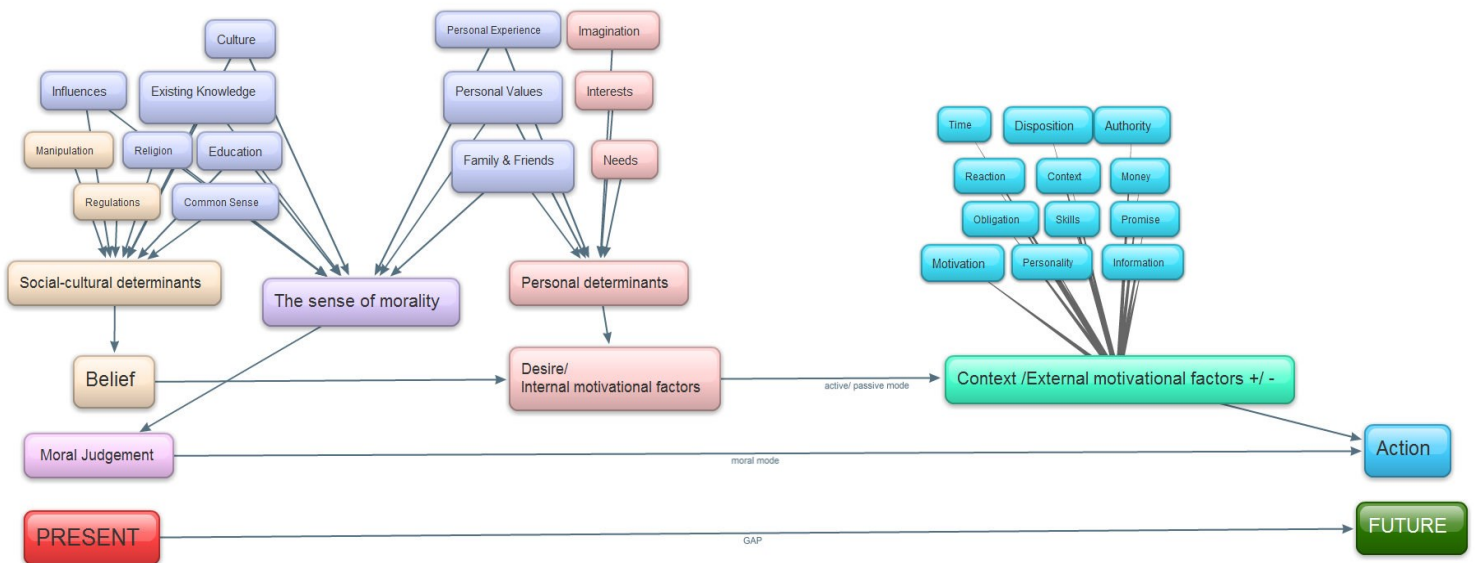 Culture
Personal Experience
Imagination
Influences
Existing Knowledge
Personal Values
Interests
Time
Disposition
Authority
Manipulation
Religion
Education
Family & Friends
Needs
Reaction
Context
Money
Regulations
Common Sense
Obligation
Skills
Promise
Motivation
Personality
Information
Social-cultural determinants
The sense of morality
Personal determinants
Belief
Desire/
Internal motivational factors
active/ passive mode
Context /External motivational factors +/ -
Moral Judgement
moral mode
Action
PRESENT
GAP
FUTURE